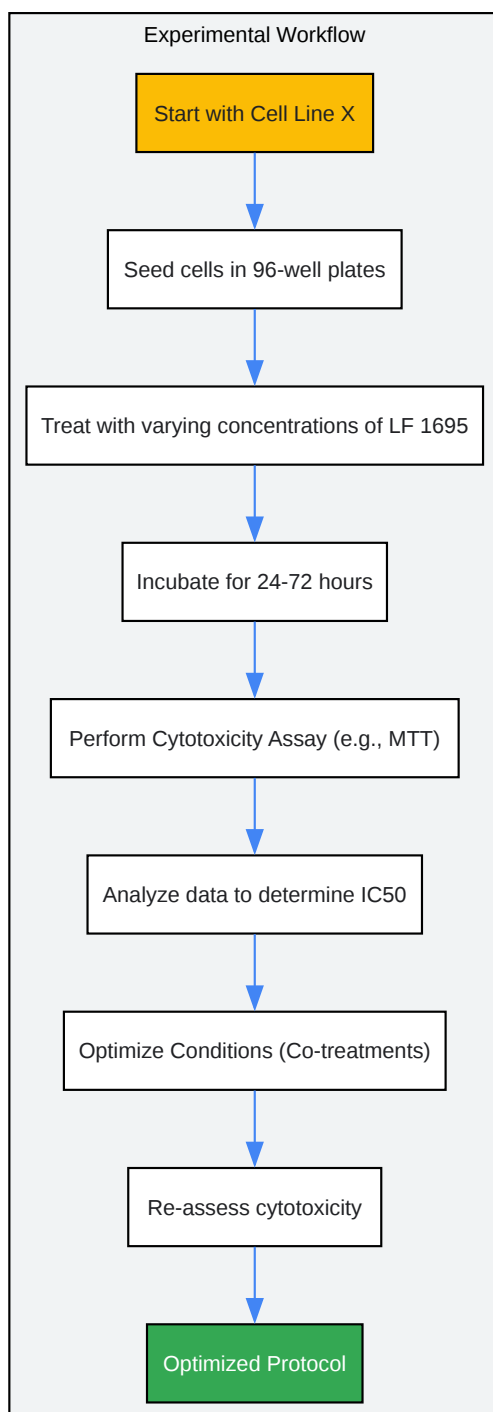 Experimental Workflow
Start with Cell Line X
Seed cells in 96-well plates
Treat with varying concentrations of LF 1695
Incubate for 24-72 hours
Perform Cytotoxicity Assay (e.g., MTT)
Analyze data to determine IC50
Optimize Conditions (Co-treatments)
Re-assess cytotoxicity
Optimized Protocol